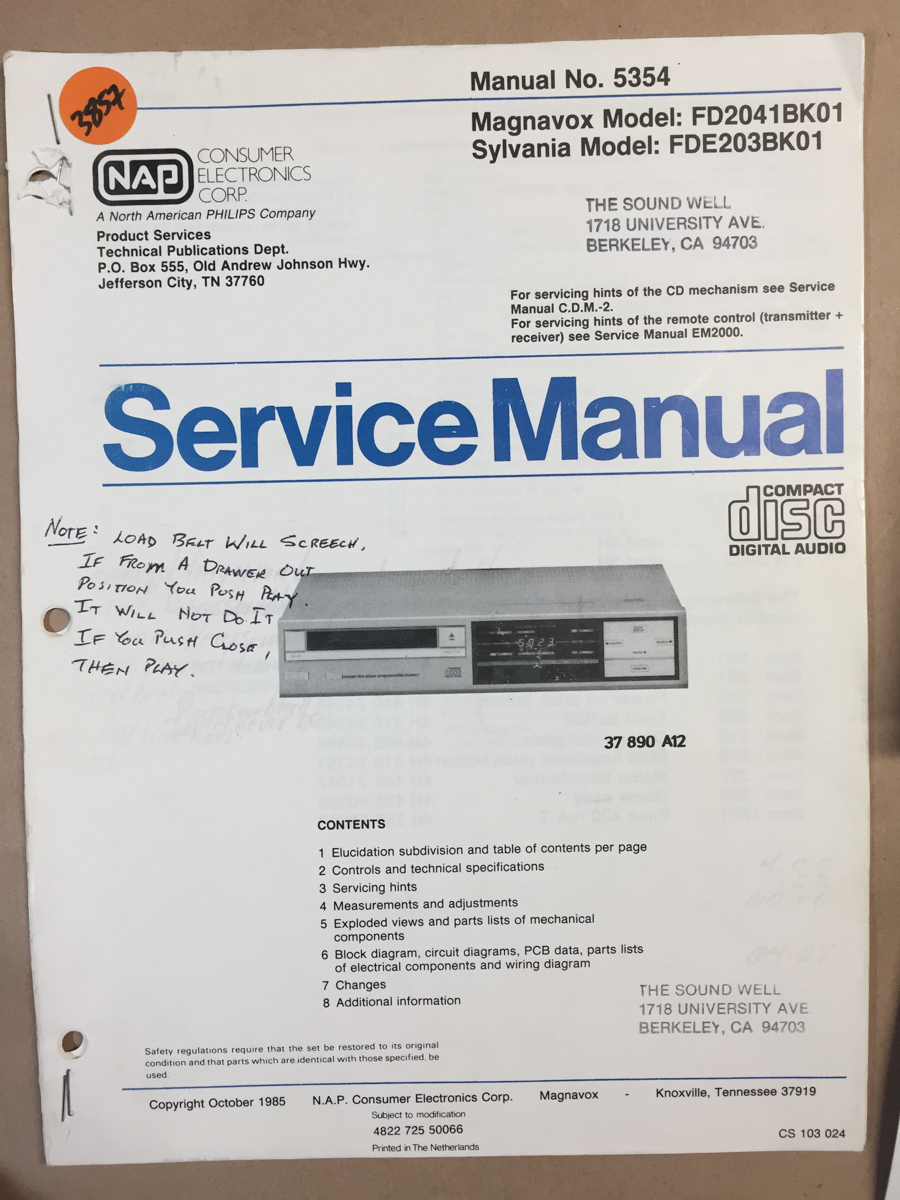 3857
Manual No. 5354
Magnavox Model: FD2041BK01
Sylvania Model: FDE203BK01
NAP
CONSUMER
ELECTRONICS
CORP.
A North American PHILIPS Company
Product Services
Technical Publications Dept.
P.O. Box 555, Old Andrew Johnson Hwy.
Jefferson City, TN 37760
THE SOUND WELL
1718 UNIVERSITY AVE.
BERKELEY, CA 94703
For servicing hints of the CD mechanism see Service
Manual C.D.M.-2.
For servicing hints of the remote control (transmitter +
receiver) see Service Manual EM2000.
Service Manual
COMPACT
disc
DIGITAL AUDIO
NOTE: LOAD BELT WILL SCREECH,
IF FROM A DRAWER OUT
POSITION YOU PUSH PLAY.
IT WILL NOT DO IT
IF YOU PUSH CLOSE,
THEN PLAY.
37 890 A12
CONTENTS
1 Elucidation subdivision and table of contents per page
2 Controls and technical specifications
3 Servicing hints
4 Measurements and adjustments
5 Exploded views and parts lists of mechanical
components
6 Block diagram, circuit diagrams, PCB data, parts lists
of electrical components and wiring diagram
7 Changes
8 Additional information
THE SOUND WELL
1718 UNIVERSITY AVE
BERKELEY, CA 94703
Safety regulations require that the set be restored to its original
condition and that parts which are identical with those specified, be
used.
Copyright October 1985 N.A.P. Consumer Electronics Corp. Magnavox - Knoxville, Tennessee 37919
Subject to modification
4822 725 50066
Printed in The Netherlands
CS 103 024